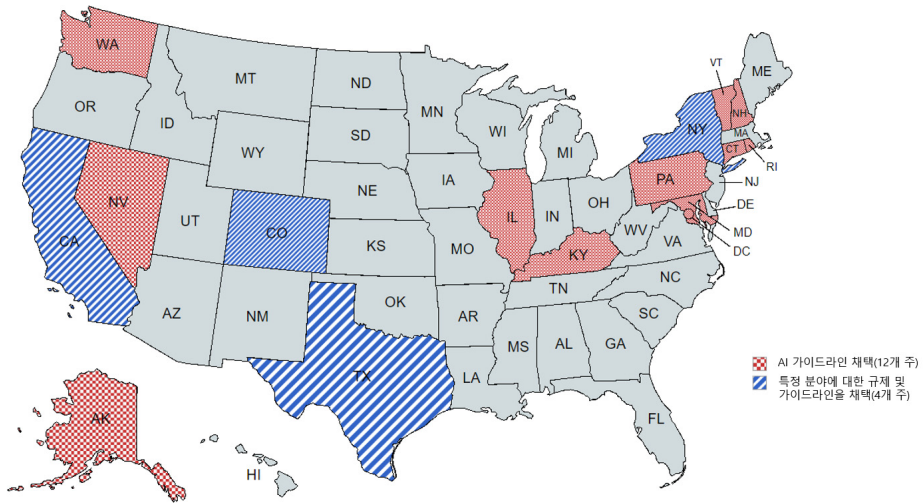 WA
VT
ME
MT
ND
OR
MN
NH
ID
NY
SD
WI
MA
MI
CT
WY
RI
IA
PA
NJ
NE
NV
OH
DE
IL
IN
UT
CO
MD
WV
CA
VA
DC
KS
MO
KY
NC
TN
OK
AZ
NM
AR
SC
MS
AL
GA
AI 가이드라인 채택(12개 주)
TX
LA
특정 분야에 대한 규제 및
가이드라인을 채택(4개 주)
AK
FL
HI